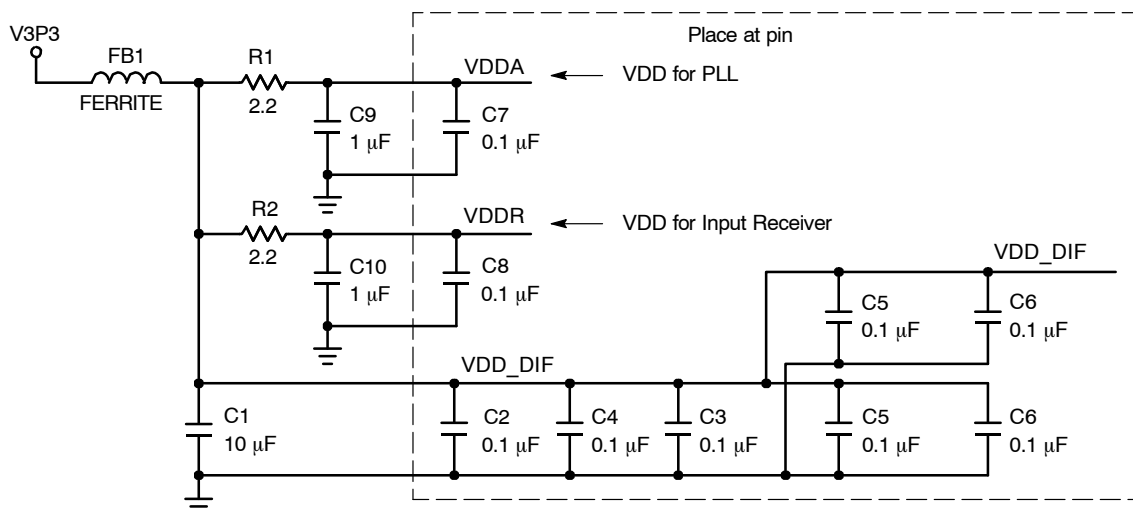 Place at pin
V3P3
FB1
FERRITE
R1
2.2
VDDA
VDD for PLL
C9
1 μF
C7
0.1 μF
R2
2.2
VDDR
VDD for Input Receiver
C10
1 μF
C8
0.1 μF
VDD_DIF
C5
0.1 μF
C6
0.1 μF
VDD_DIF
C1
10 μF
C2
0.1 μF
C4
0.1 μF
C3
0.1 μF
C5
0.1 μF
C6
0.1 μF